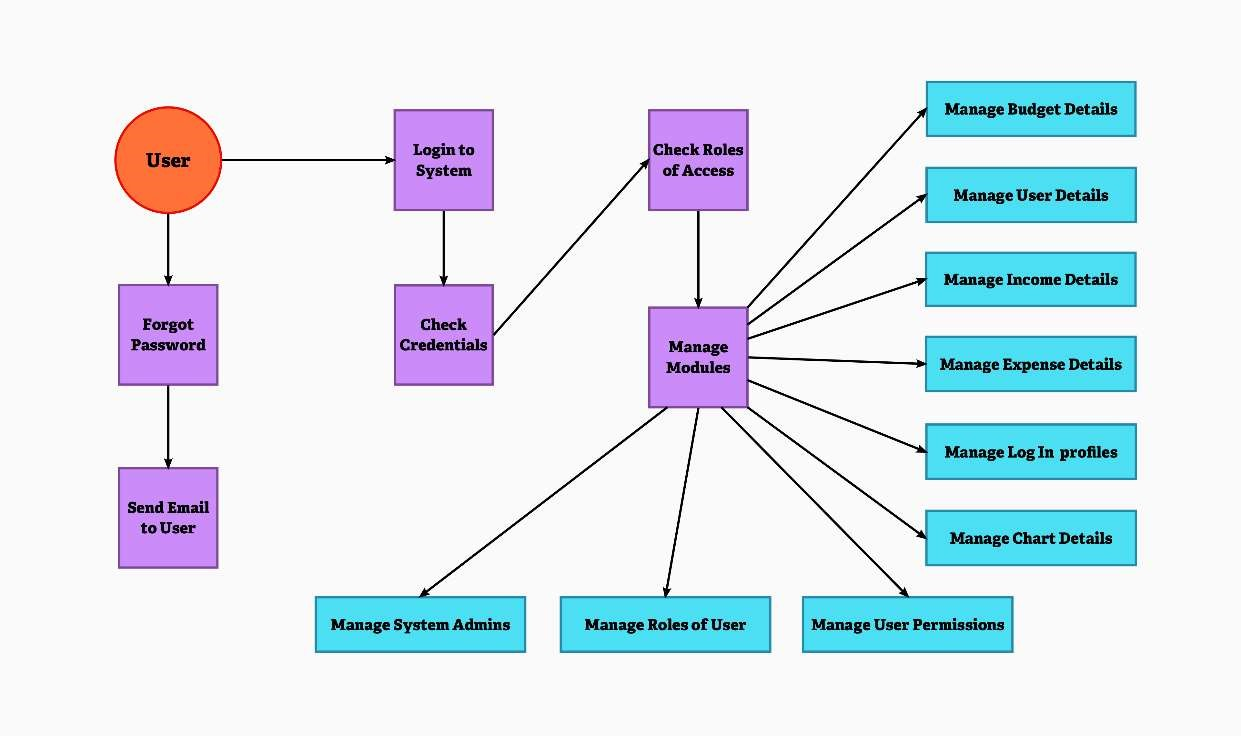 User
Login to
System
Check Roles
of Access
Manage Budget Details
Manage User Details
Manage Income Details
Forgot
Password
Check
Credentials
Manage
Modules
Manage Expense Details
Manage Log In profiles
Send Email
to User
Manage Chart Details
Manage System Admins
Manage Roles of User
Manage User Permissions